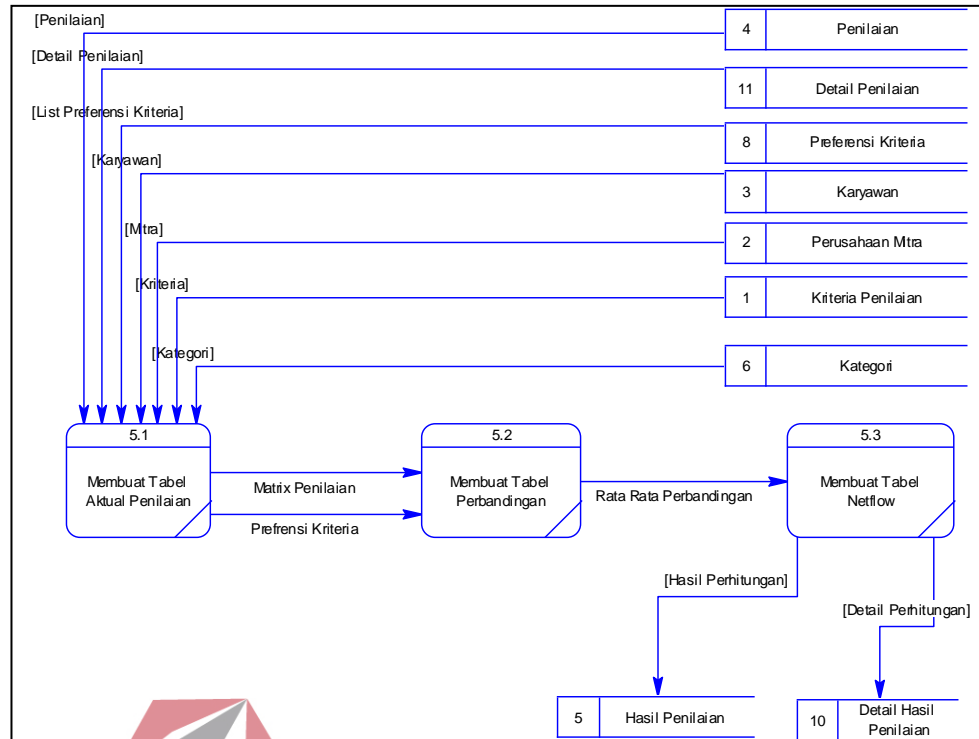 [Penilaian]
4 Penilaian
[Detail Penilaian]
11 Detail Penilaian
[List Preferensi Kriteria]
8 Preferensi Kriteria
[Karyawan]
3 Karyawan
[Mtra]
2 Perusahaan Mtra
[Kriteria]
1 Kriteria Penilaian
[Kategori]
6 Kategori
5.1
Membuat Tabel
Aktual Penilaian
Matrix Penilaian
Prefrensi Kriteria
5.2
Membuat Tabel
Perbandingan
Rata Rata Perbandingan
5.3
Membuat Tabel
Netflow
[Hasil Perhitungan]
[Detail Perhitungan]
5 Hasil Penilaian
10 Detail Hasil
Penilaian